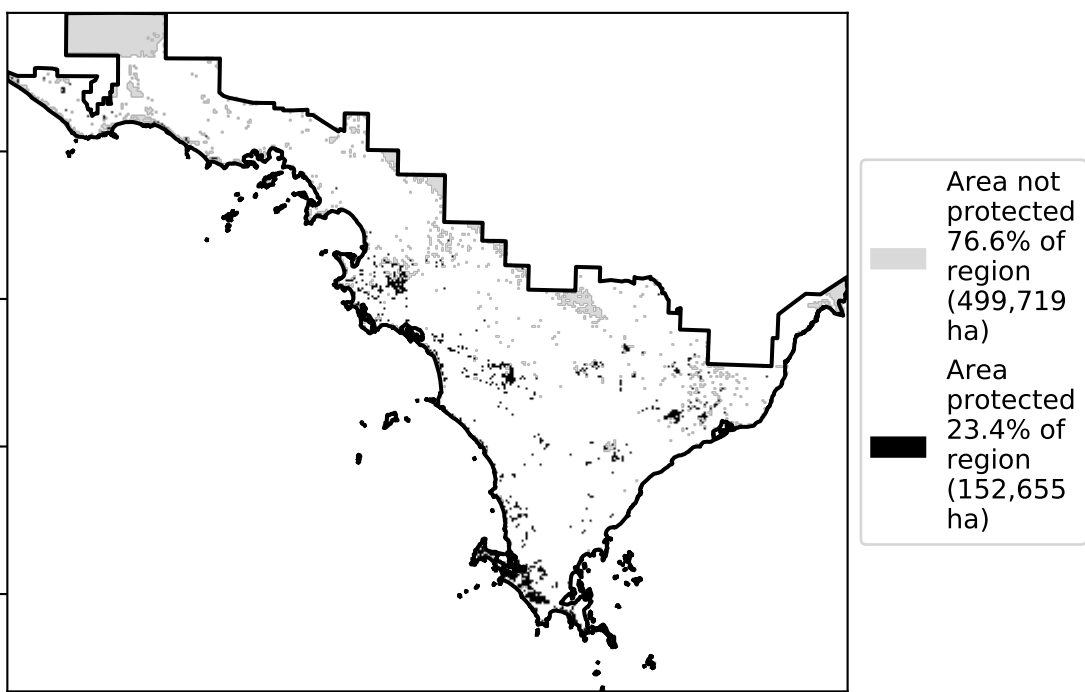 Area not
protected
76.6% of
region
(499,719
ha)
Area
protected
23.4% of
region
(152,655
ha)